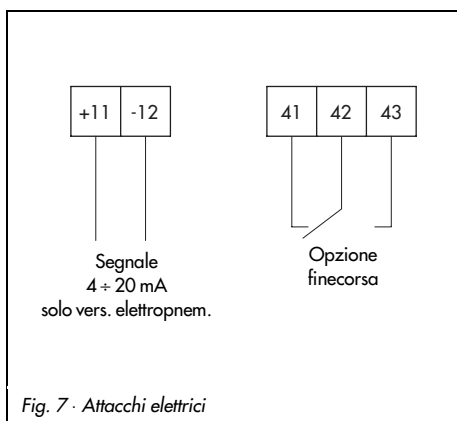 +11 -12 41 42 43
Segnale
4 ÷ 20 mA
solo vers. elettropnem.
Opzione
finecorsa
Fig. 7 · Attacchi elettrici